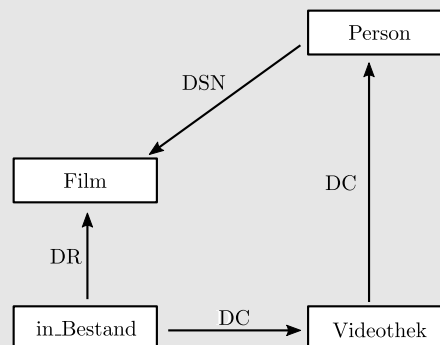 Person
DSN
Film
DC
DR
DC
in_Bestand
Videothek